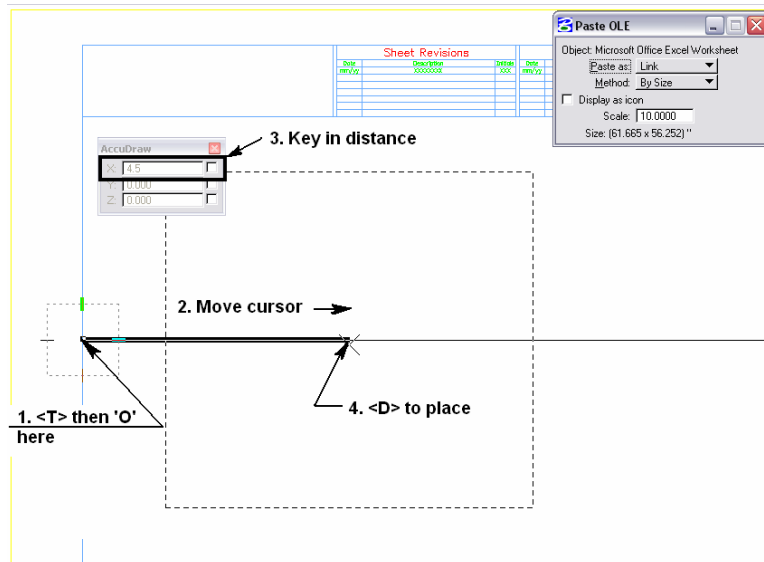 Paste OLE
Object: Microsoft Office Excel Worksheet
Paste as: Link
Method: By Size
Display as icon
Scale: 10.0000
Size: (61.665 x 56.252) "
Sheet Revisions
Date Description Initials Date
mm/yy XXXXXXXX XXX mm/yy
AccuDraw
X: 4.5
Y: 0.000
Z: 0.000
3. Key in distance
2. Move cursor
1. <T> then 'O'
here
4. <D> to place